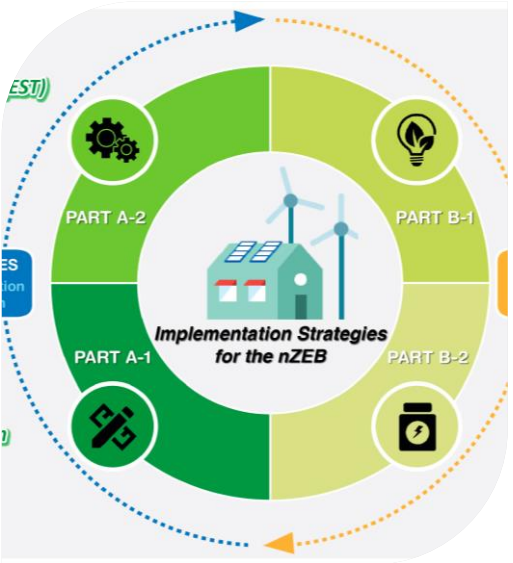 EST)
PART A-2
PART B-1
ES
tion
Implementation Strategies
for the nZEB
PART A-1
PART B-2